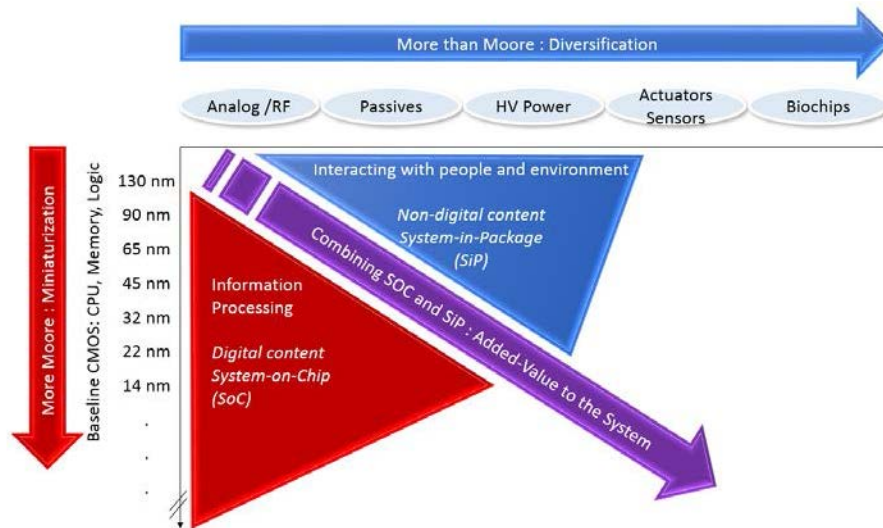 More than Moore : Diversification
Analog /RF
Passives
HV Power
Actuators
Sensors
Biochips
More Moore : Miniaturization
Baseline CMOS: CPU, Memory, Logic
130 nm
90 nm
65 nm
45 nm
32 nm
22 nm
14 nm
.
.
.
Interacting with people and environment
Non-digital content
System-in-Package
(SiP)
Combining SOC and SiP : Added-Value to the System
Information
Processing
Digital content
System-on-Chip
(SoC)